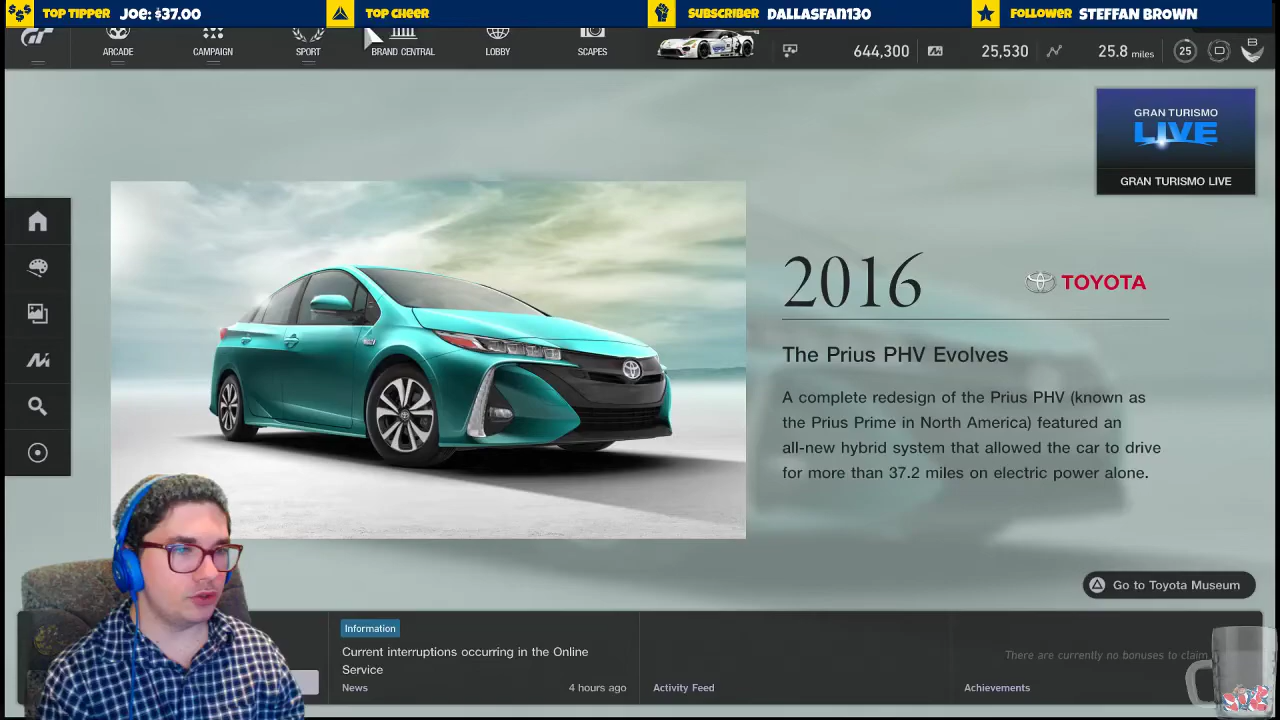 $$$ TOP TIPPER JOE: $37.00
TOP CHEER
SUBSCRIBER DALLASFAN130
FOLLOWER STEFFAN BROWN
GT
ARCADE
CAMPAIGN
SPORT
BRAND CENTRAL
LOBBY
SCAPES
644,300
25,530
25.8 miles
25
B
GRAN TURISMO
LIVE
GRAN TURISMO LIVE
2016
TOYOTA
The Prius PHV Evolves
A complete redesign of the Prius PHV (known as
the Prius Prime in North America) featured an
all-new hybrid system that allowed the car to drive
for more than 37.2 miles on electric power alone.
Go to Toyota Museum
Information
Current interruptions occurring in the Online
Service
News
4 hours ago
Activity Feed
There are currently no bonuses to claim
Achievements